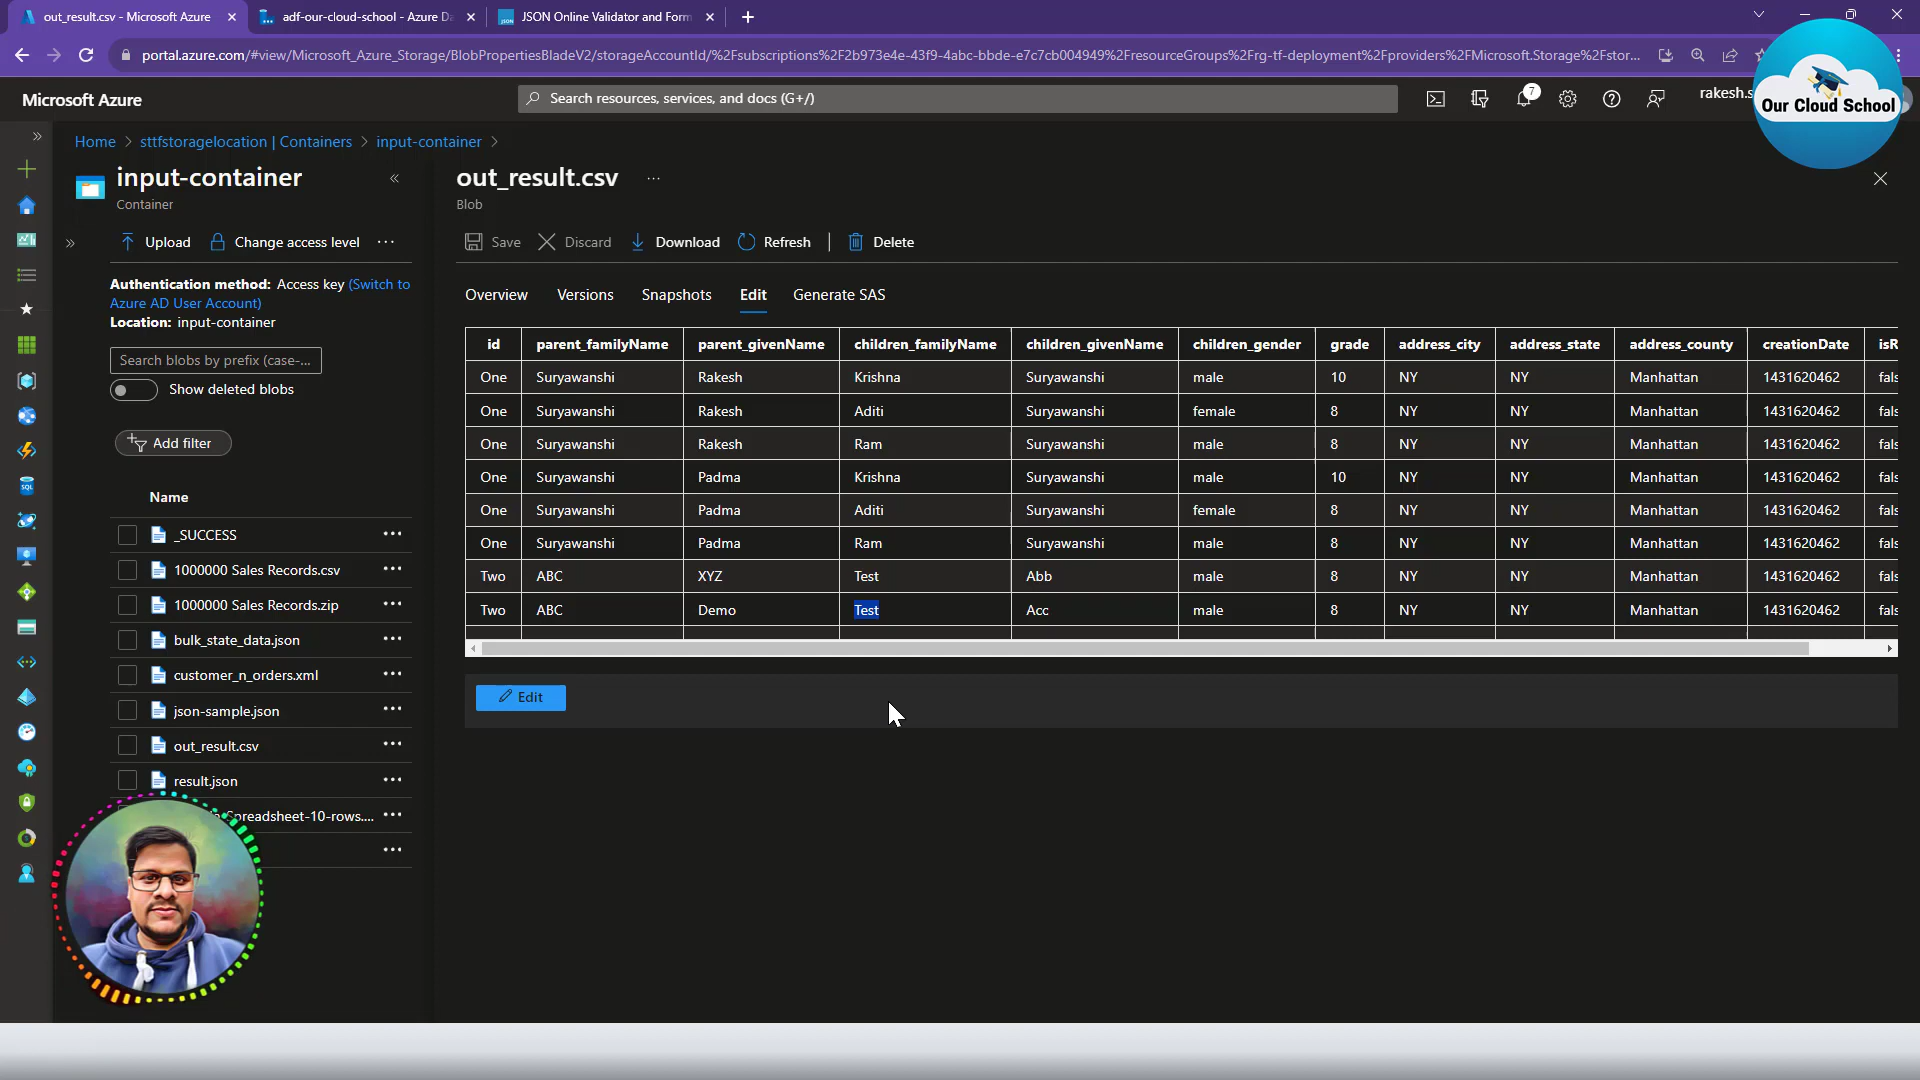 out_result.csv - Microsoft Azure
adf-our-cloud-school - Azure Da
JSON Online Validator and Form
portal.azure.com/#view/Microsoft_Azure_Storage/BlobPropertiesBladeV2/storageAccountId/%2Fsubscriptions%2F2b973e4e-43f9-4abc-bbde-e7c7cb004949%2FresourceGroups%2Frg-tf-deployment%2Fproviders%2FMicrosoft.Storage%2Fstor...
Microsoft Azure
Search resources, services, and docs (G+/)
7
rakesh.s
Our Cloud School
Home > sttfstoragelocation | Containers > input-container >
input-container
Container
out_result.csv ...
Blob
Upload
Change access level
Save
Discard
Download
Refresh
Delete
Authentication method: Access key (Switch to
Azure AD User Account)
Location: input-container
Search blobs by prefix (case-...
Show deleted blobs
Add filter
Overview
Versions
Snapshots
Edit
Generate SAS
Name
_SUCCESS
1000000 Sales Records.csv
1000000 Sales Records.zip
bulk_state_data.json
customer_n_orders.xml
json-sample.json
out_result.csv
result.json
Spreadsheet-10-rows....
id parent_familyName parent_givenName children_familyName children_givenName children_gender grade address_city address_state address_county creationDate isR
One Suryawanshi Rakesh Krishna Suryawanshi male 10 NY NY Manhattan 1431620462 fals
One Suryawanshi Rakesh Aditi Suryawanshi female 8 NY NY Manhattan 1431620462 fals
One Suryawanshi Rakesh Ram Suryawanshi male 8 NY NY Manhattan 1431620462 fals
One Suryawanshi Padma Krishna Suryawanshi male 10 NY NY Manhattan 1431620462 fals
One Suryawanshi Padma Aditi Suryawanshi female 8 NY NY Manhattan 1431620462 fals
One Suryawanshi Padma Ram Suryawanshi male 8 NY NY Manhattan 1431620462 fals
Two ABC XYZ Test Abb male 8 NY NY Manhattan 1431620462 fals
Two ABC Demo Test Acc male 8 NY NY Manhattan 1431620462 fals
Edit